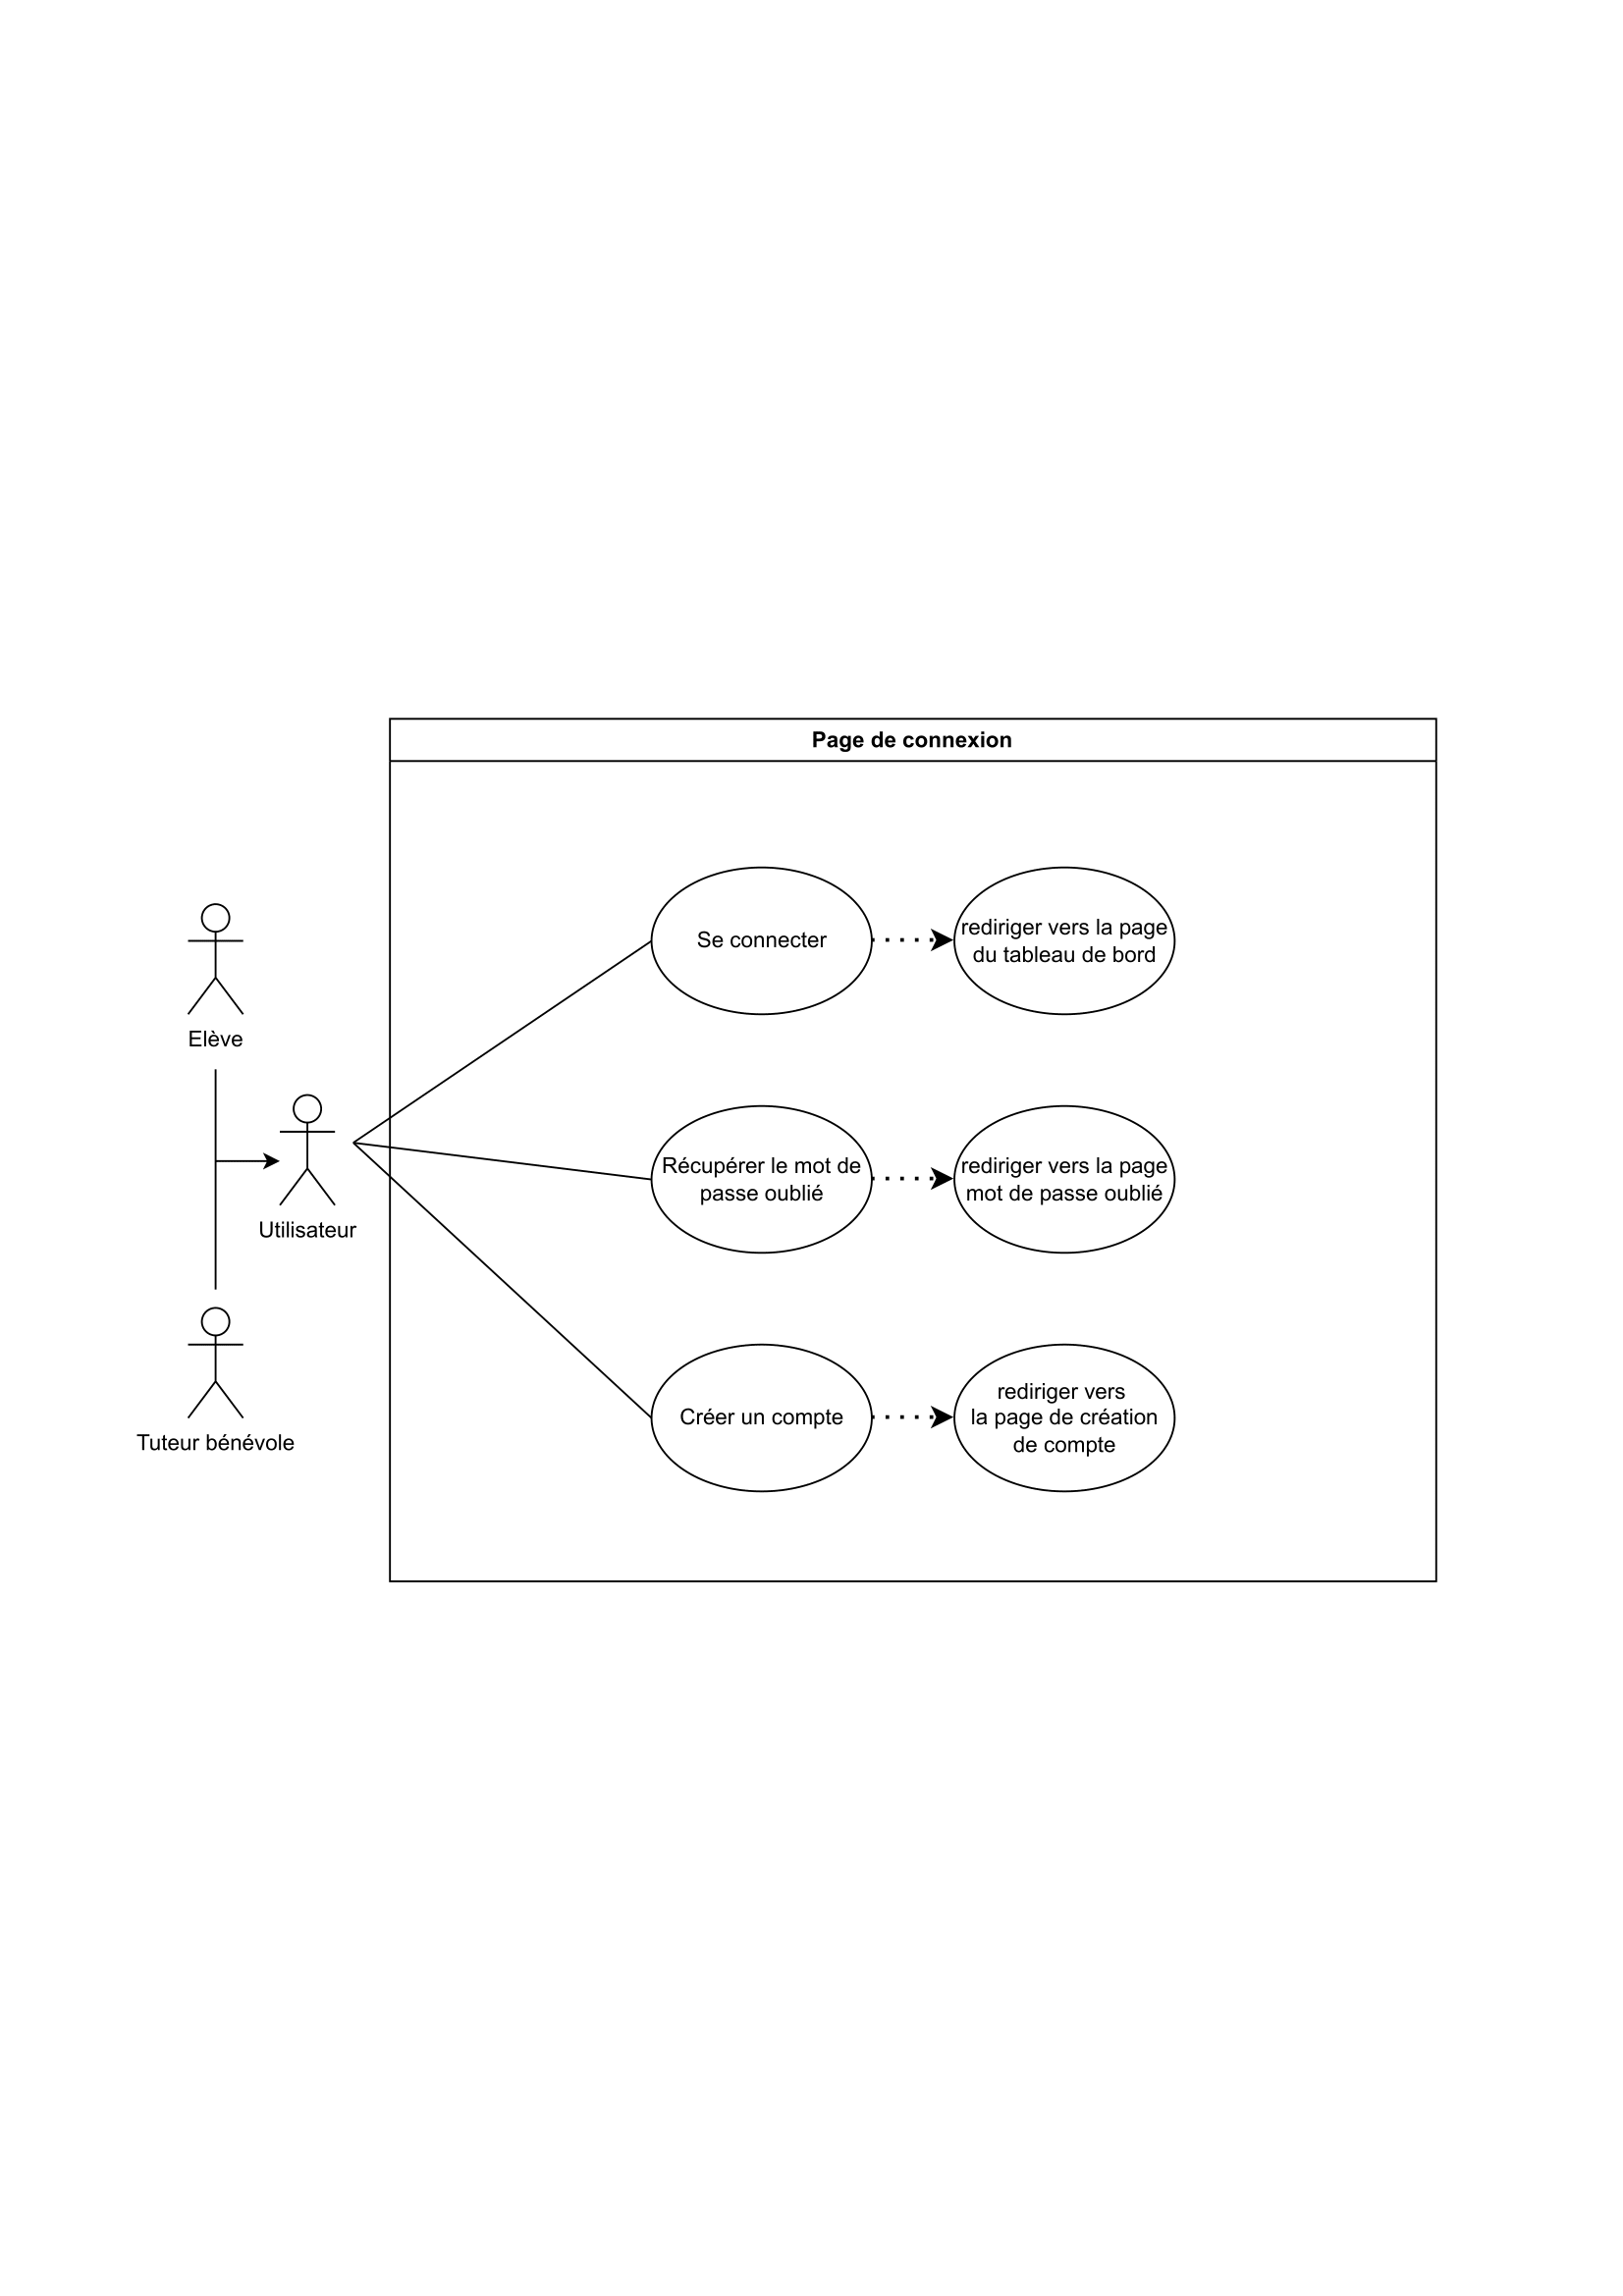 Page de connexion
Se connecter
rediriger vers la page
du tableau de bord
Elève
Utilisateur
Récupérer le mot de
passe oublié
rediriger vers la page
mot de passe oublié
Tuteur bénévole
Créer un compte
rediriger vers
la page de création
de compte